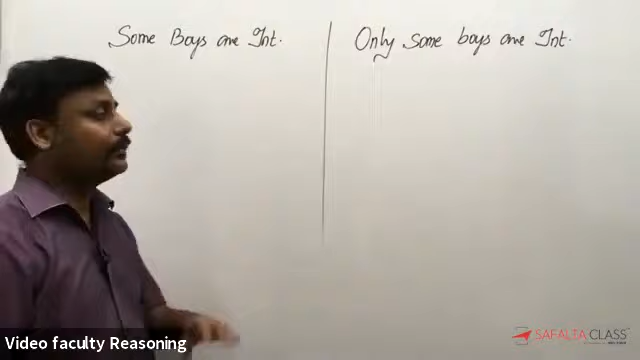 Some Boys are Int.
Only Some boys are Int.
SAFALTA CLASS
Video faculty Reasoning